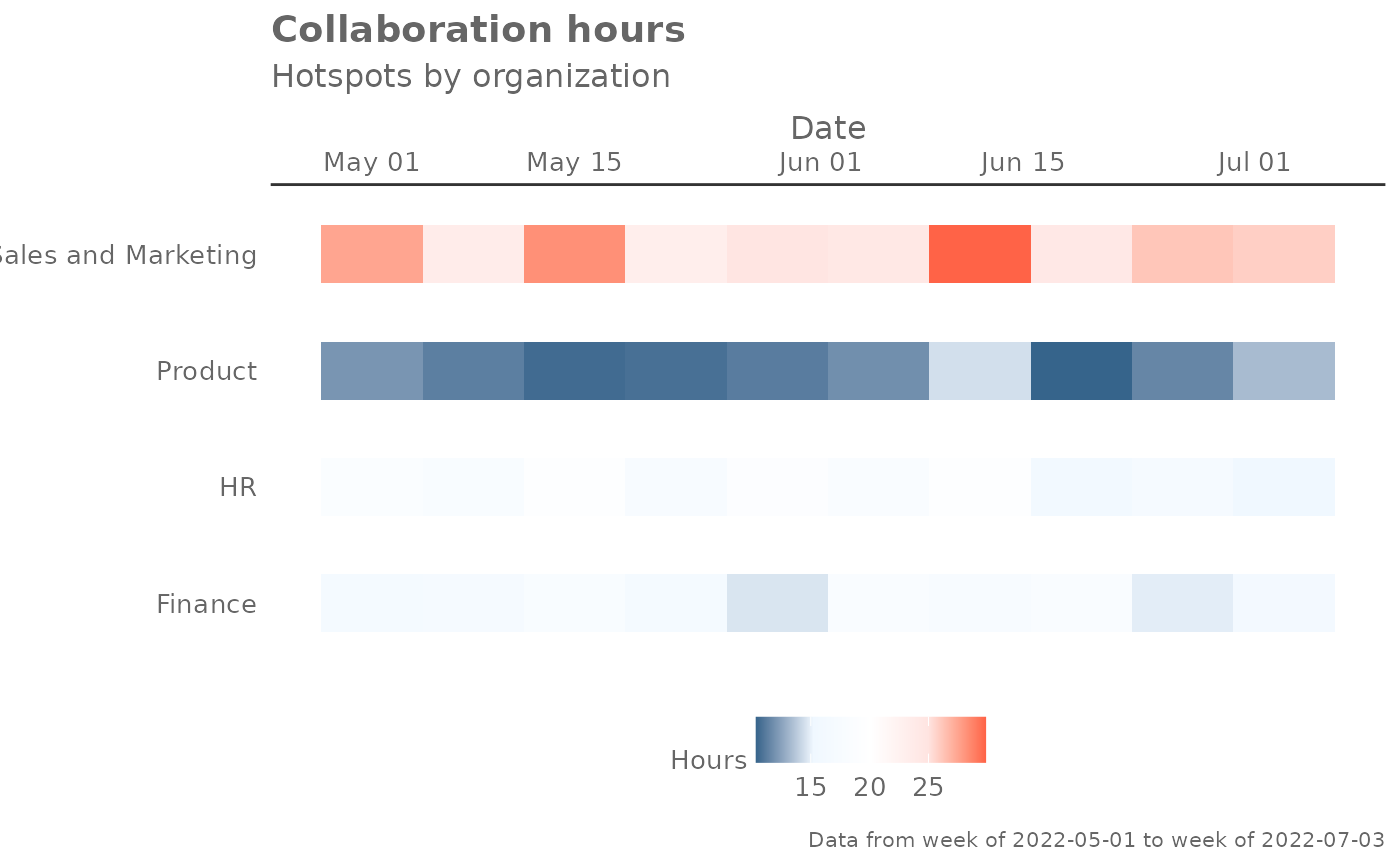 Collaboration hours
Hotspots by organization
Date
May 01 May 15 Jun 01 Jun 15 Jul 01
Sales and Marketing
Product
HR
Finance
Hours
15 20 25
Data from week of 2022-05-01 to week of 2022-07-03